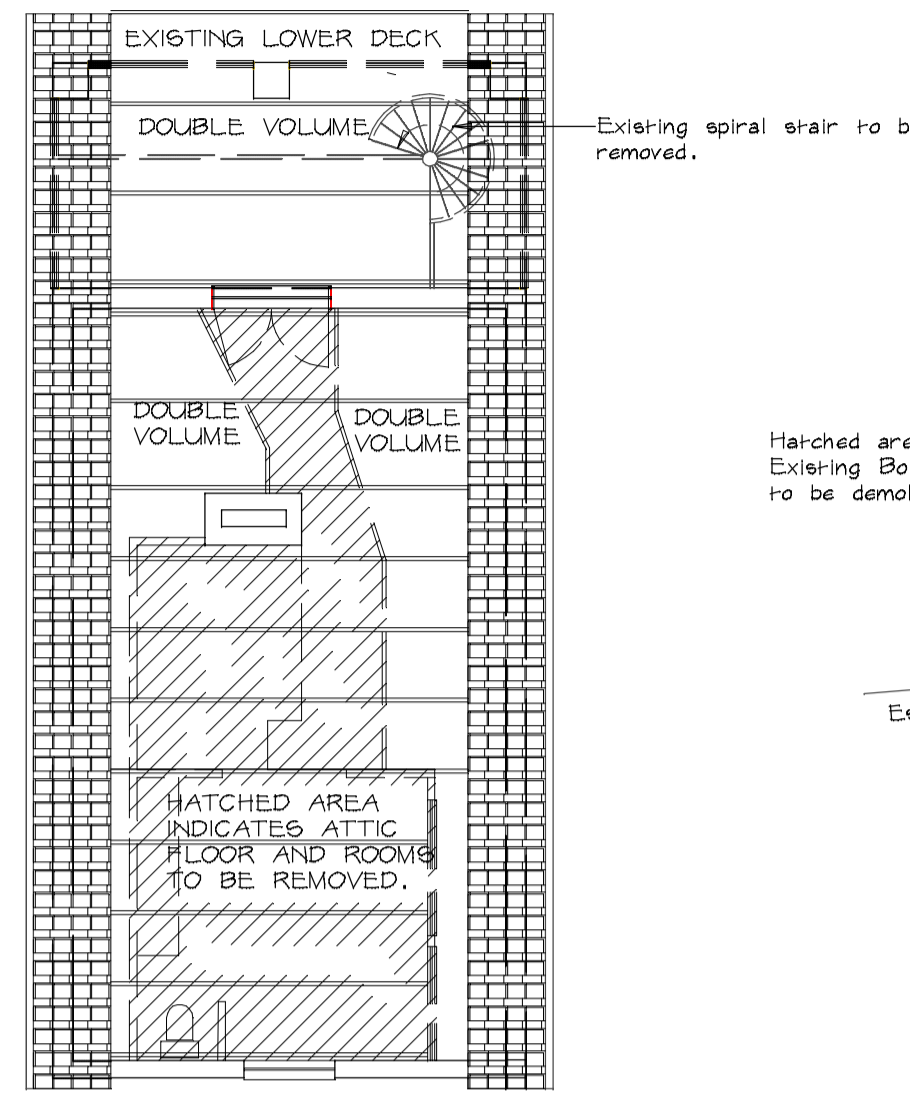 EXISTING LOWER DECK
DOUBLE VOLUME
Existing spiral stair to b
removed.
DOUBLE
VOLUME
DOUBLE
VOLUME
Hatched are
Existing Bo
to be demol
Es
HATCHED AREA
INDICATES ATTIC
FLOOR AND ROOMS
TO BE REMOVED.